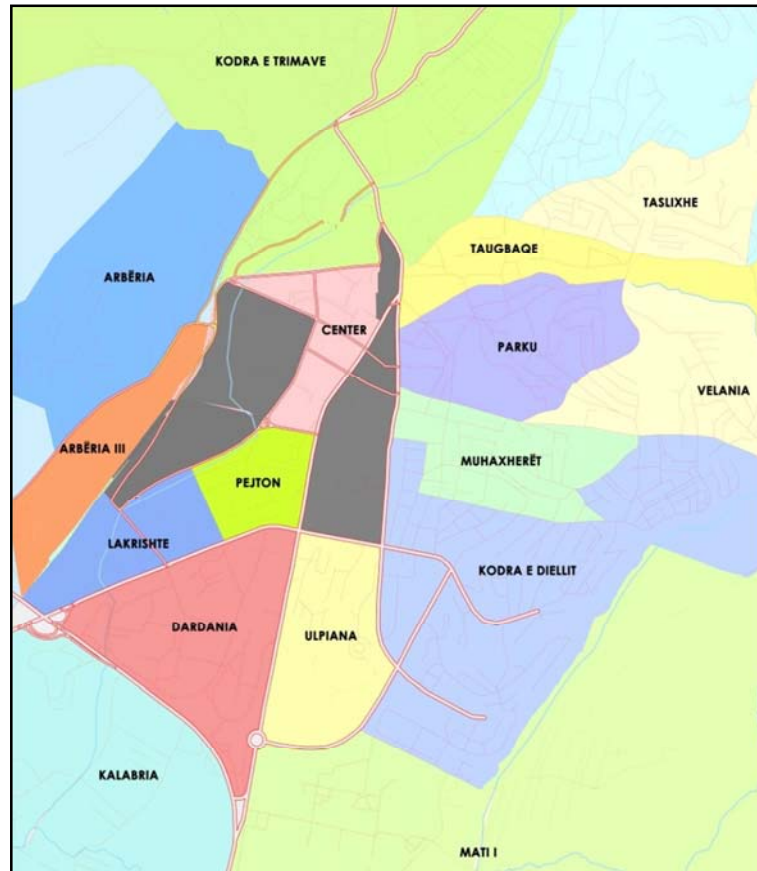 KODRA E TRIMAVE
TASLIXHE
TAUGBAQE
ARBËRIA
CENTER
PARKU
VELANIA
ARBËRIA III
MUHAXHERËT
PEJTON
LAKRISHTE
KODRA E DIELLIT
DARDANIA
ULPIANA
KALABRIA
MATI I